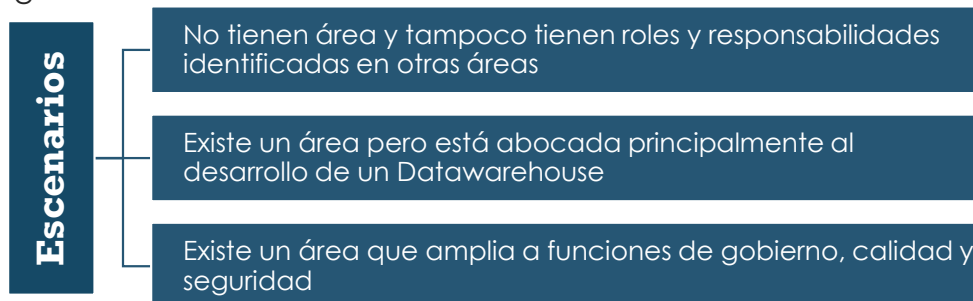 Escenarios
No tienen área y tampoco tienen roles y responsabilidades
identificadas en otras áreas
Existe un área pero está abocada principalmente al
desarrollo de un Datawarehouse
Existe un área que amplia a funciones de gobierno, calidad y
seguridad